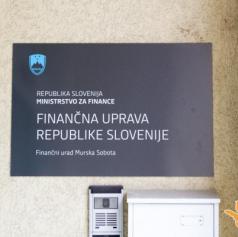 REPUBLIKA SLOVENIJA
MINISTRSTVO ZA FINANCE
FINANČNA UPRAVA
REPUBLIKE SLOVENIJE
Finančni urad Murska Sobota